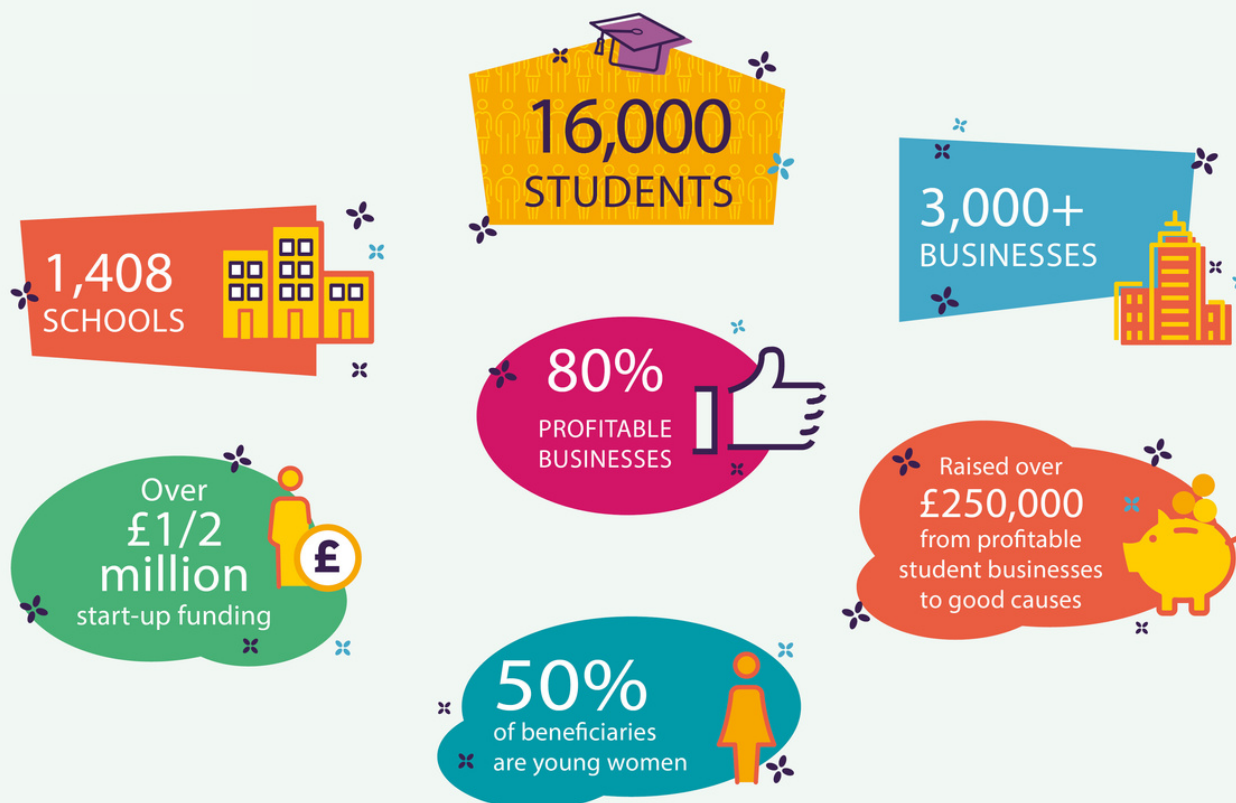 16,000
STUDENTS
3,000+
BUSINESSES
1,408
SCHOOLS
80%
PROFITABLE
BUSINESSES
Over
£1/2
million
start-up funding
£
Raised over
£250,000
from profitable
student businesses
to good causes
50%
of beneficiaries
are young women